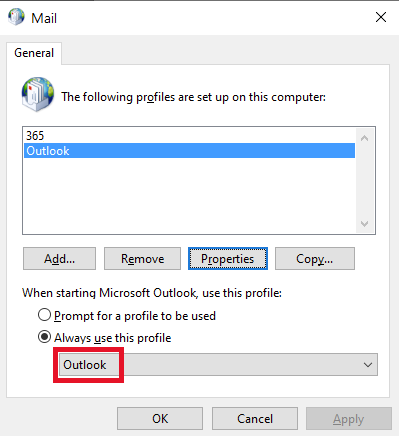 Mail
General
The following profiles are set up on this computer:
365
Outlook
Add... Remove Properties Copy...
When starting Microsoft Outlook, use this profile:
Prompt for a profile to be used
Always use this profile
Outlook
OK Cancel Apply